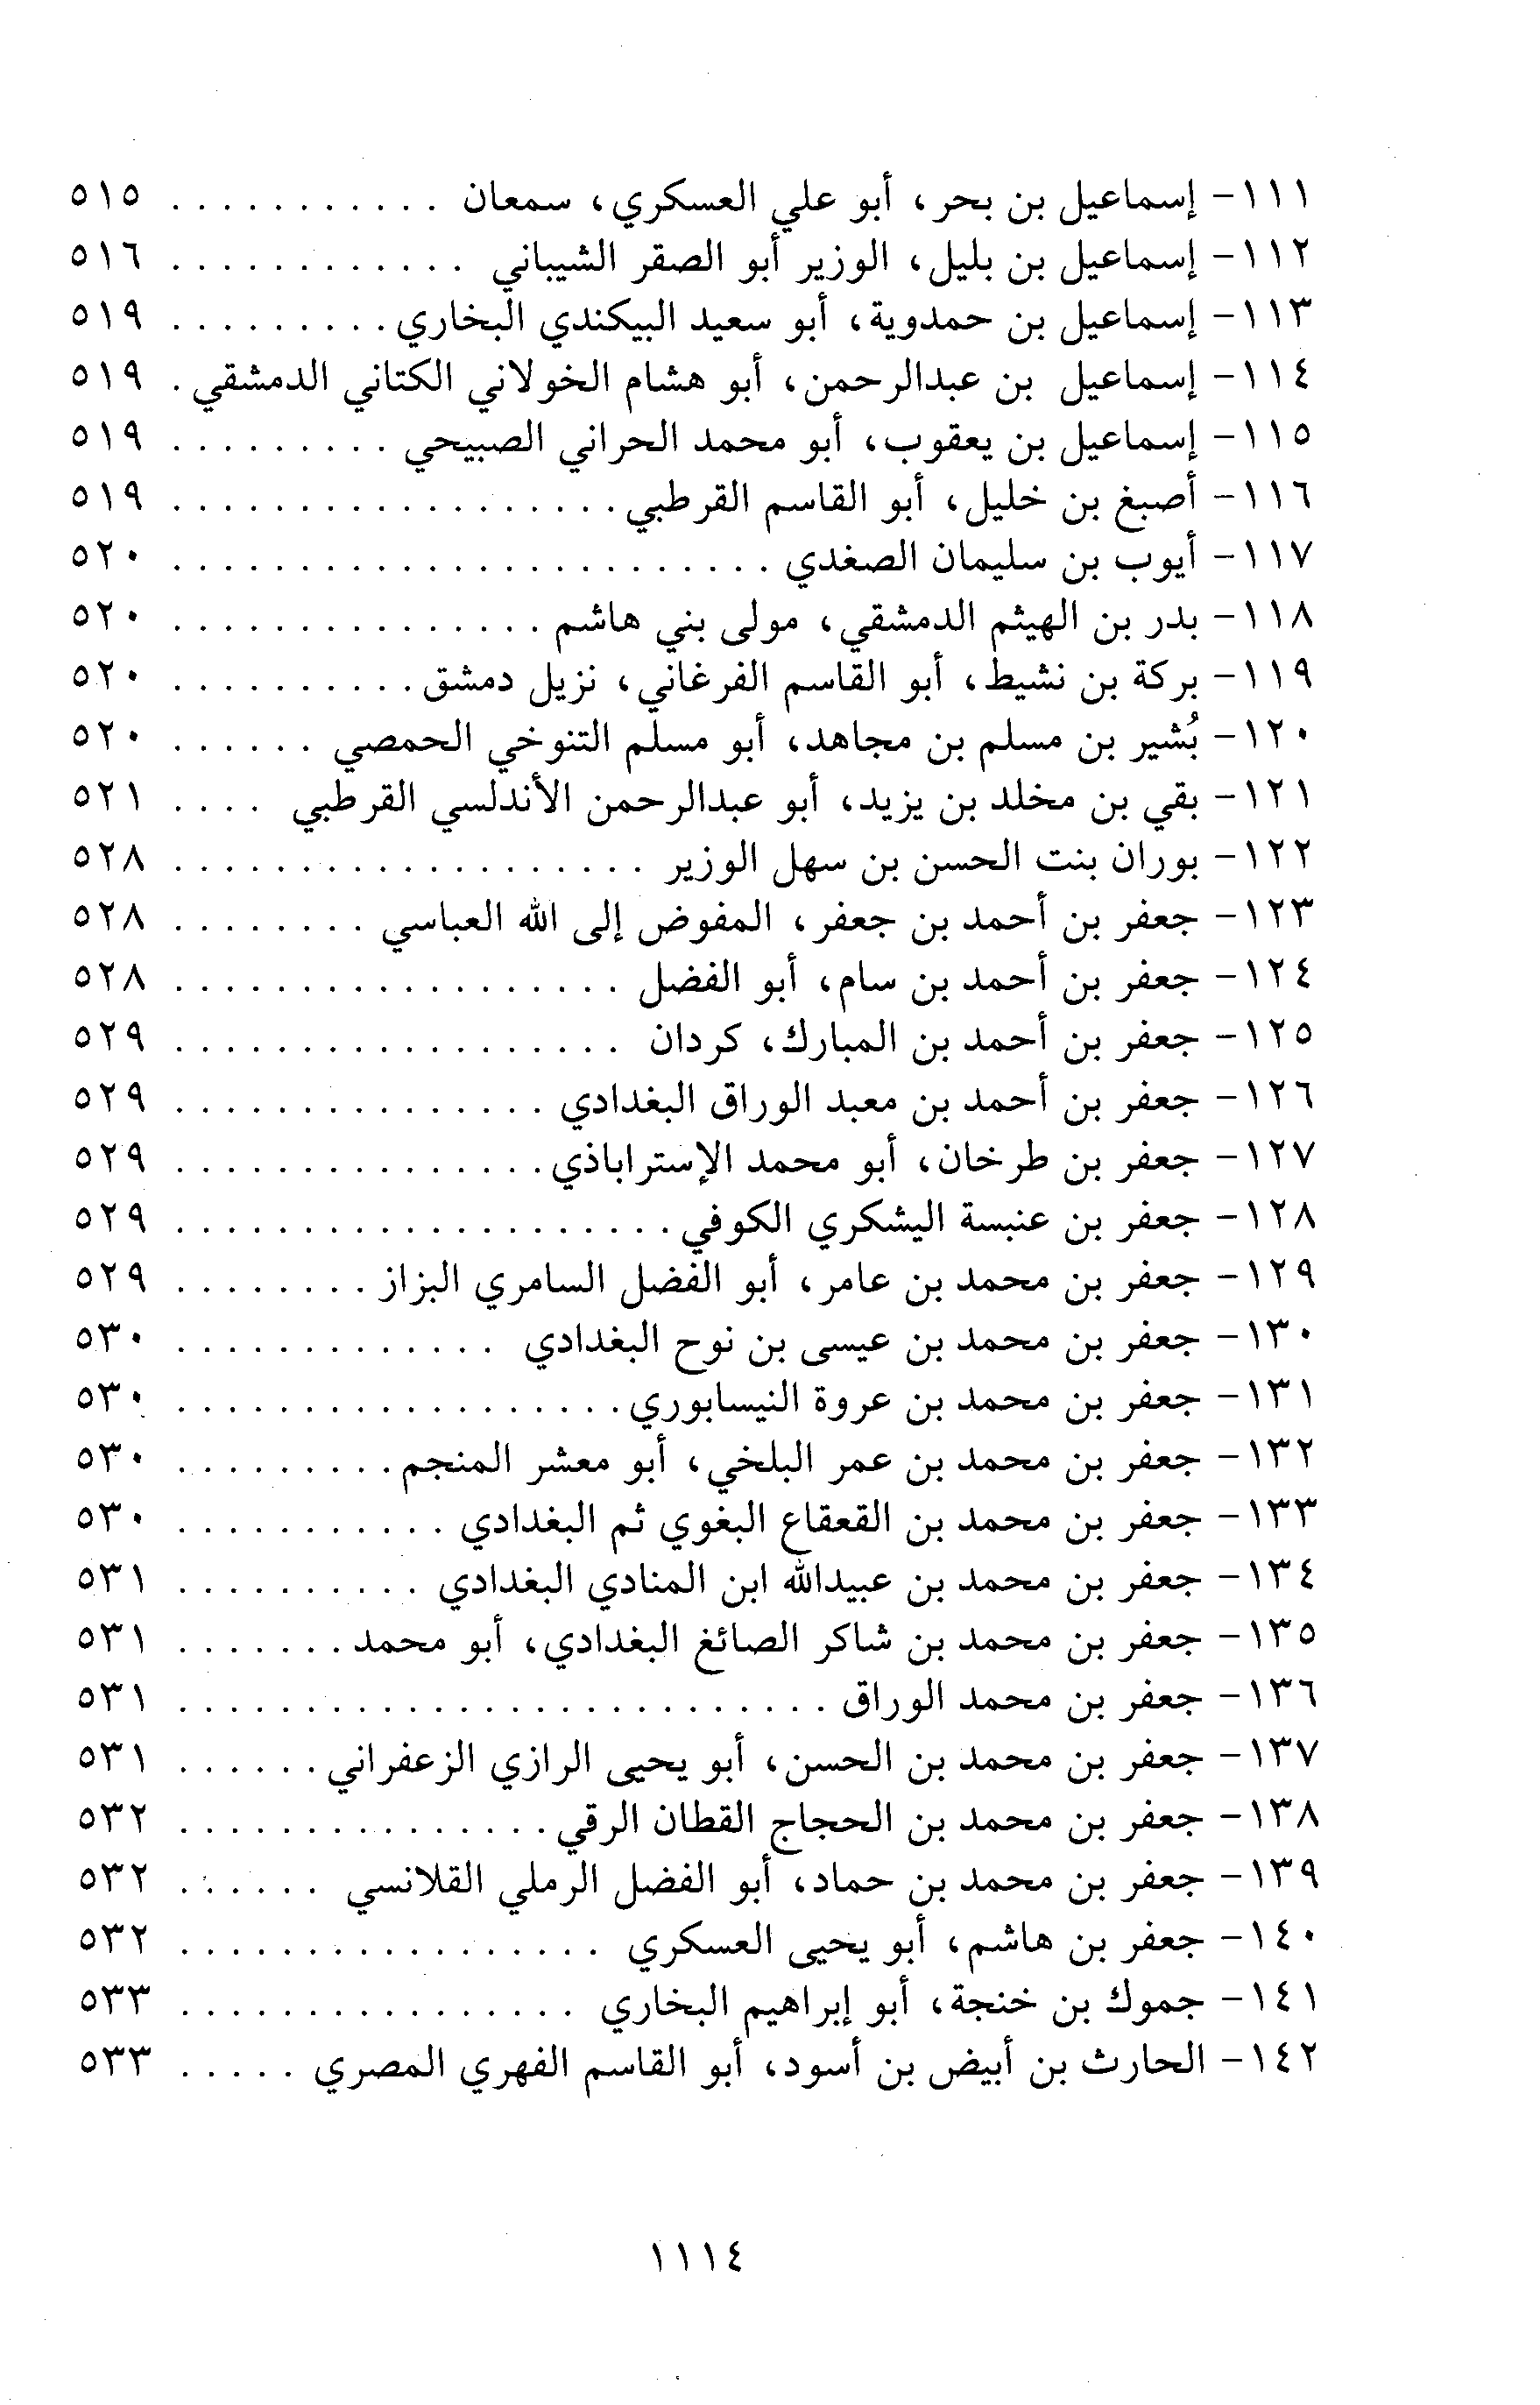 ١١١- إسماعيل بن بحر، أبو علي العسكري، سمعان . . . . . . . . . . . ٥١٥
١١٢- إسماعيل بن بليل، الوزير أبو الصقر الشيباني . . . . . . . . . . . . ٥١٦
١١٣- إسماعيل بن حمدوية، أبو سعيد البيكندي البخاري . . . . . . . . . ٥١٩
١١٤- إسماعيل بن عبدالرحمن، أبو هشام الخولاني الكتاني الدمشقي . ٥١٩
١١٥- إسماعيل بن يعقوب، أبو محمد الحراني الصبيحي . . . . . . . . . ٥١٩
١١٦- أصبغ بن خليل، أبو القاسم القرطبي . . . . . . . . . . . . . . . . . . ٥١٩
١١٧- أيوب بن سليمان الصغدي . . . . . . . . . . . . . . . . . . . . . . . . ٥٢٠
١١٨- بدر بن الهيثم الدمشقي، مولى بني هاشم . . . . . . . . . . . . . . . ٥٢٠
١١٩- بركة بن نشيط، أبو القاسم الفرغاني، نزيل دمشق . . . . . . . . . . ٥٢٠
١٢٠- بُشير بن مسلم بن مجاهد، أبو مسلم التنوخي الحمصي . . . . . . ٥٢٠
١٢١- بقي بن مخلد بن يزيد، أبو عبدالرحمن الأندلسي القرطبي . . . . ٥٢١
١٢٢- بوران بنت الحسن بن سهل الوزير . . . . . . . . . . . . . . . . . . . ٥٢٨
١٢٣- جعفر بن أحمد بن جعفر، المفوض إلى الله العباسي . . . . . . . . ٥٢٨
١٢٤- جعفر بن أحمد بن سام، أبو الفضل . . . . . . . . . . . . . . . . . . ٥٢٨
١٢٥- جعفر بن أحمد بن المبارك، كردان . . . . . . . . . . . . . . . . . . ٥٢٩
١٢٦- جعفر بن أحمد بن معبد الوراق البغدادي . . . . . . . . . . . . . . . ٥٢٩
١٢٧- جعفر بن طرخان، أبو محمد الإستراباذي . . . . . . . . . . . . . . . ٥٢٩
١٢٨- جعفر بن عنبسة اليشكري الكوفي . . . . . . . . . . . . . . . . . . . . ٥٢٩
١٢٩- جعفر بن محمد بن عامر، أبو الفضل السامري البزاز . . . . . . . . ٥٢٩
١٣٠- جعفر بن محمد بن عيسى بن نوح البغدادي . . . . . . . . . . . . . ٥٣٠
١٣١- جعفر بن محمد بن عروة النيسابوري . . . . . . . . . . . . . . . . . . ٥٣٠
١٣٢- جعفر بن محمد بن عمر البلخي، أبو معشر المنجم . . . . . . . . . ٥٣٠
١٣٣- جعفر بن محمد بن القعقاع البغوي ثم البغدادي . . . . . . . . . . . ٥٣٠
١٣٤- جعفر بن محمد بن عبيدالله ابن المنادي البغدادي . . . . . . . . . . ٥٣١
١٣٥- جعفر بن محمد بن شاكر الصائغ البغدادي، أبو محمد . . . . . . . ٥٣١
١٣٦- جعفر بن محمد الوراق . . . . . . . . . . . . . . . . . . . . . . . . . . ٥٣١
١٣٧- جعفر بن محمد بن الحسن، أبو يحيى الرازي الزعفراني . . . . . . ٥٣١
١٣٨- جعفر بن محمد بن الحجاج القطان الرقي . . . . . . . . . . . . . . . ٥٣٢
١٣٩- جعفر بن محمد بن حماد، أبو الفضل الرملي القلانسي . . . . . . ٥٣٢
١٤٠- جعفر بن هاشم، أبو يحيى العسكري . . . . . . . . . . . . . . . . . ٥٣٢
١٤١- جموك بن خنجة، أبو إبراهيم البخاري . . . . . . . . . . . . . . . . ٥٣٣
١٤٢- الحارث بن أبيض بن أسود، أبو القاسم الفهري المصري . . . . . ٥٣٣
١١١٤